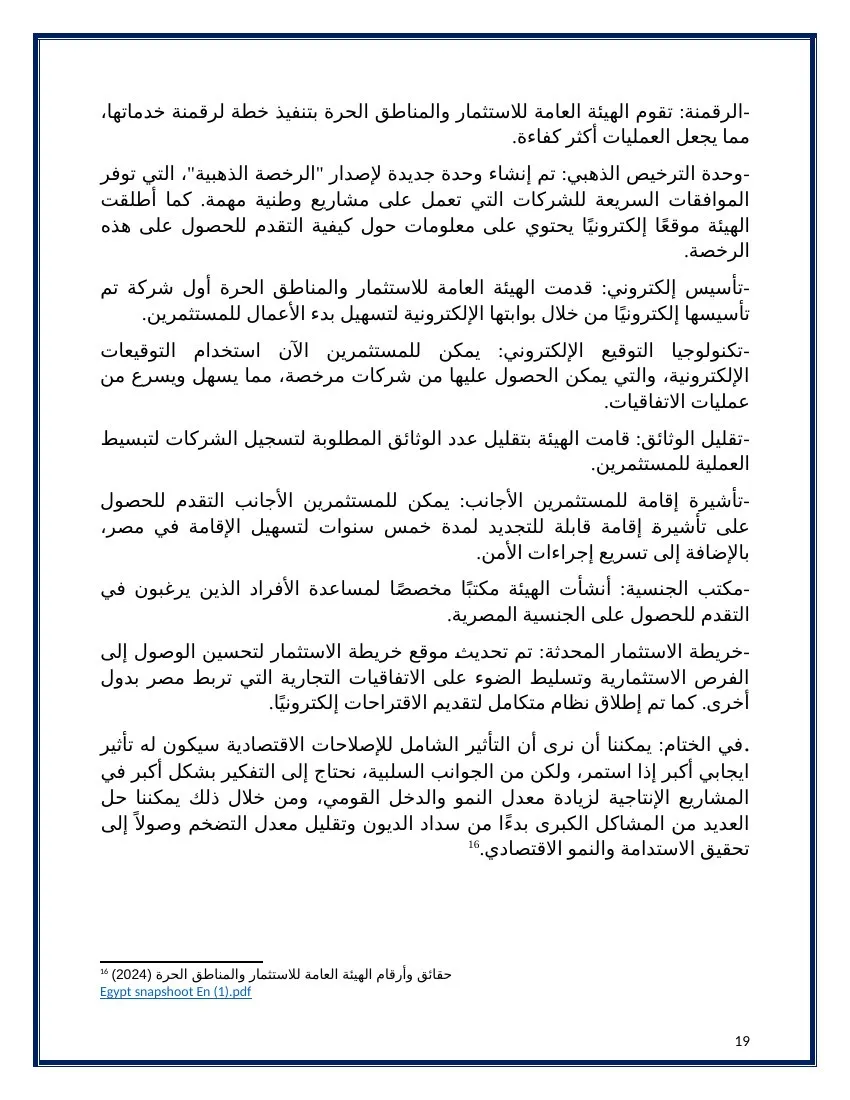 -الرقمنة: تقوم الهيئة العامة للاستثمار والمناطق الحرة بتنفيذ خطة لرقمنة خدماتها،
مما يجعل العمليات أكثر كفاءة.
-وحدة الترخيص الذهبي: تم إنشاء وحدة جديدة لإصدار "الرخصة الذهبية"، التي توفر
الموافقات السريعة للشركات التي تعمل على مشاريع وطنية مهمة. كما أطلقت
الهيئة موقعًا إلكترونيًا يحتوي على معلومات حول كيفية التقدم للحصول على هذه
الرخصة.
-تأسيس إلكتروني: قدمت الهيئة العامة للاستثمار والمناطق الحرة أول شركة تم
تأسيسها إلكترونيًا من خلال بوابتها الإلكترونية لتسهيل بدء الأعمال للمستثمرين.
-تكنولوجيا التوقيع الإلكتروني: يمكن للمستثمرين الآن استخدام التوقيعات
الإلكترونية، والتي يمكن الحصول عليها من شركات مرخصة، مما يسهل ويسرع من
عمليات الاتفاقيات.
-تقليل الوثائق: قامت الهيئة بتقليل عدد الوثائق المطلوبة لتسجيل الشركات لتبسيط
العملية للمستثمرين.
-تأشيرة إقامة للمستثمرين الأجانب: يمكن للمستثمرين الأجانب التقدم للحصول
على تأشيرة إقامة قابلة للتجديد لمدة خمس سنوات لتسهيل الإقامة في مصر،
بالإضافة إلى تسريع إجراءات الأمن.
-مكتب الجنسية: أنشأت الهيئة مكتبًا مخصصًا لمساعدة الأفراد الذين يرغبون في
التقدم للحصول على الجنسية المصرية.
-خريطة الاستثمار المحدثة: تم تحديث موقع خريطة الاستثمار لتحسين الوصول إلى
الفرص الاستثمارية وتسليط الضوء على الاتفاقيات التجارية التي تربط مصر بدول
أخرى. كما تم إطلاق نظام متكامل لتقديم الاقتراحات إلكترونيًا.
.في الختام: يمكننا أن نرى أن التأثير الشامل للإصلاحات الاقتصادية سيكون له تأثير
ايجابي أكبر إذا استمر، ولكن من الجوانب السلبية، نحتاج إلى التفكير بشكل أكبر في
المشاريع الإنتاجية لزيادة معدل النمو والدخل القومي، ومن خلال ذلك يمكننا حل
العديد من المشاكل الكبرى بدءًا من سداد الديون وتقليل معدل التضخم وصولاً إلى
تحقيق الاستدامة والنمو الاقتصادي.16
16 حقائق وأرقام الهيئة العامة للاستثمار والمناطق الحرة (2024)
Egypt snapshoot En (1).pdf
19